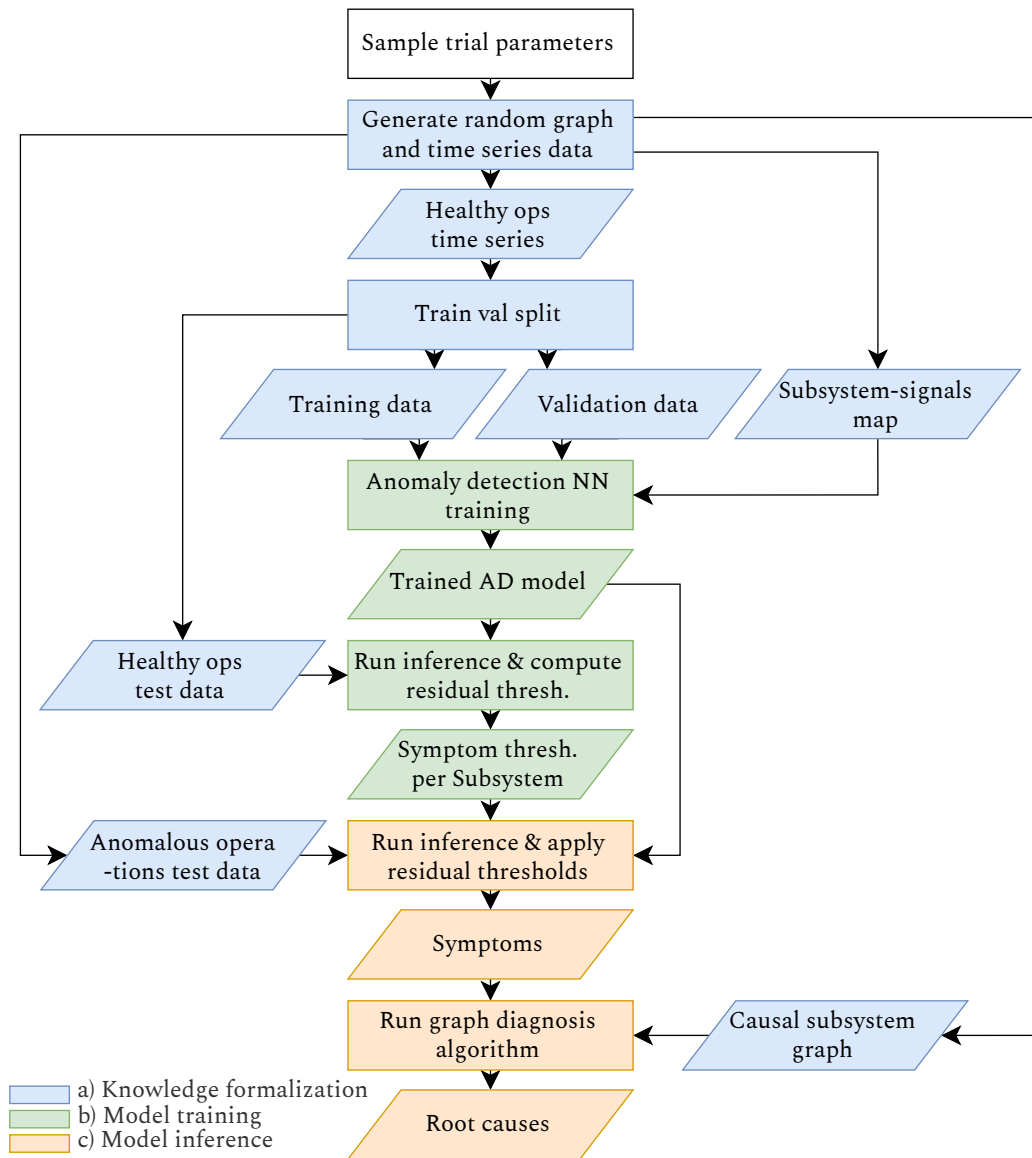 Sample trial parameters
Generate random graph
and time series data
Healthy ops
time series
Train val split
Training data
Validation data
Subsystem-signals
map
Anomaly detection NN
training
Trained AD model
Healthy ops
test data
Run inference & compute
residual thresh.
Symptom thresh.
per Subsystem
Anomalous opera
-tions test data
Run inference & apply
residual thresholds
Symptoms
Run graph diagnosis
algorithm
Causal subsystem
graph
Root causes
a) Knowledge formalization
b) Model training
c) Model inference